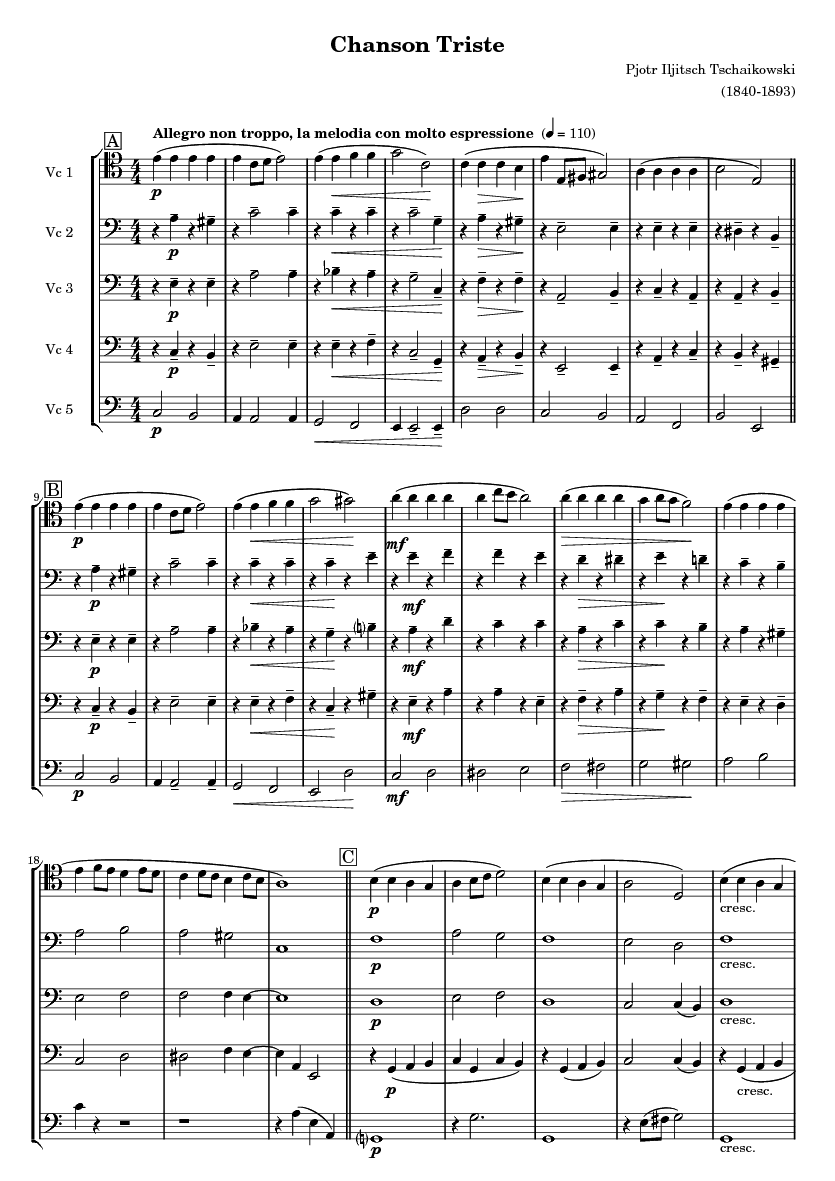 Chanson Triste
Pjotr Iljitsch Tschaikowski
(1840-1893)
Allegro non troppo, la melodia con molto espressione (♩ = 110)
A
Vc 1
p
Vc 2
p
Vc 3
p
Vc 4
p
Vc 5
p
9
B
p
mf
p
mf
p
mf
p
mf
p
mf
18
C
p
cresc.
p
cresc.
p
cresc.
p
cresc.
p
cresc.